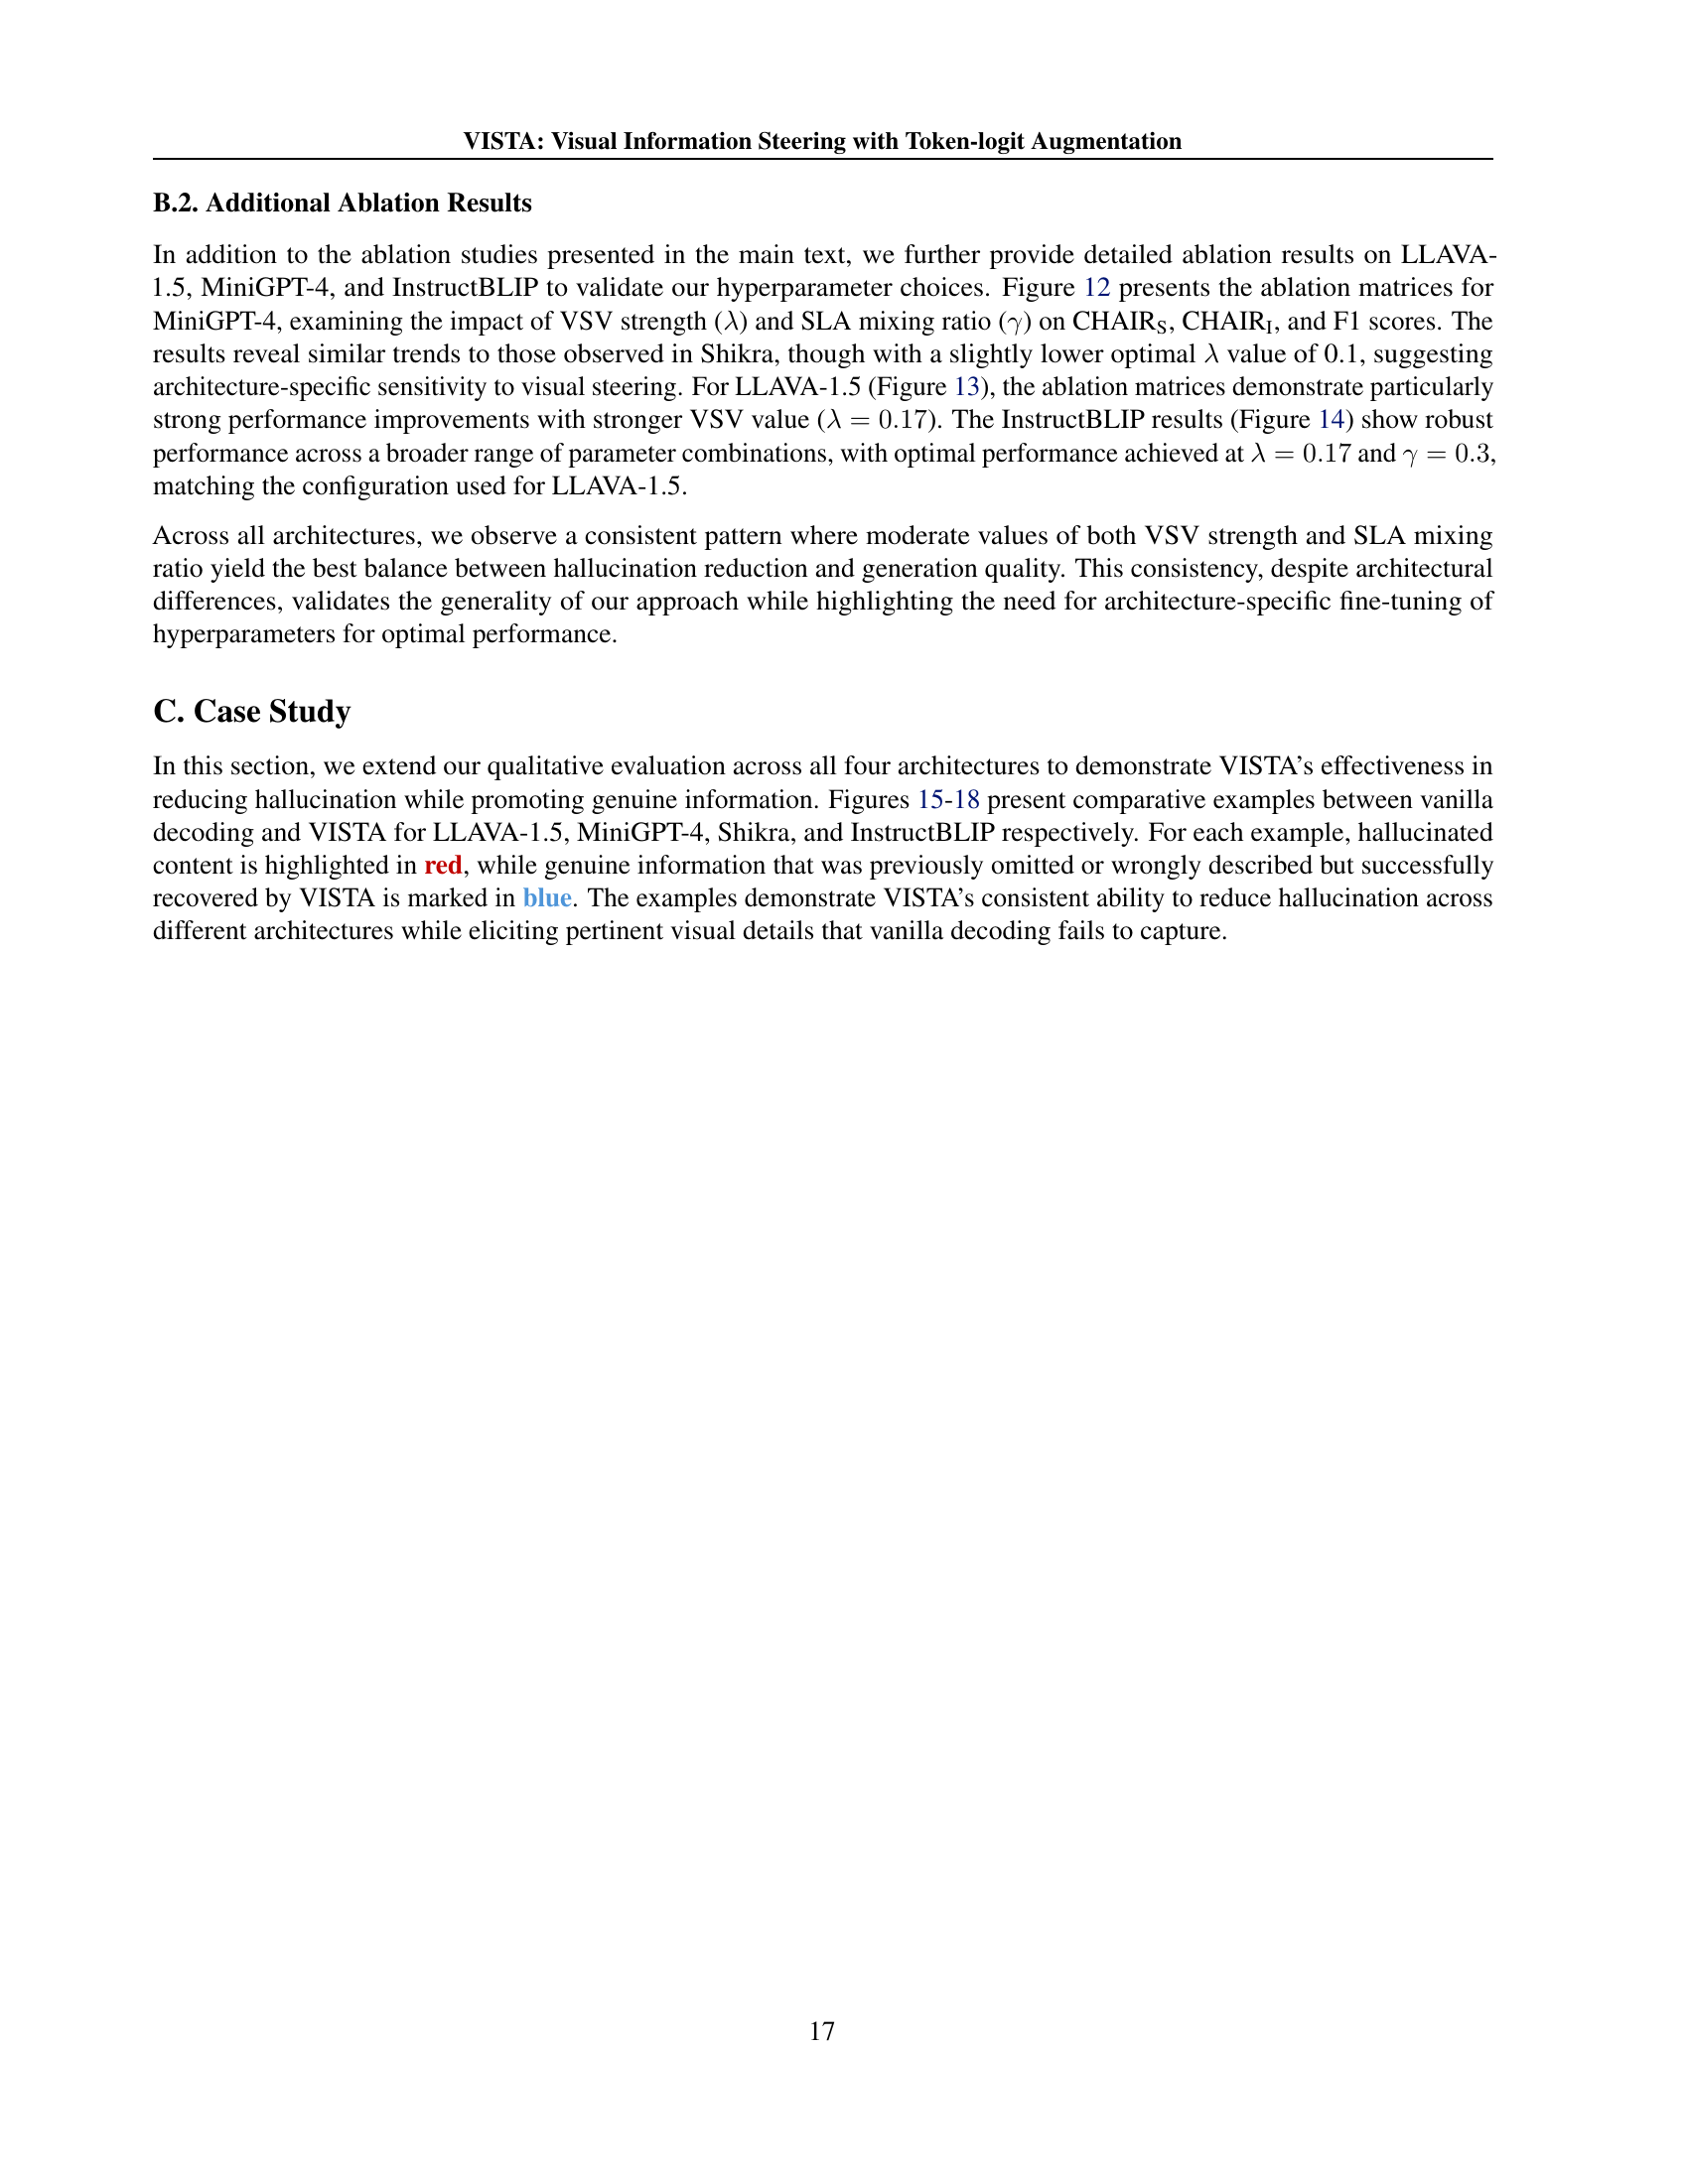 VISTA: Visual Information Steering with Token-logit Augmentation
B.2. Additional Ablation Results
In addition to the ablation studies presented in the main text, we further provide detailed ablation results on LLAVA-
1.5, MiniGPT-4, and InstructBLIP to validate our hyperparameter choices. Figure 12 presents the ablation matrices for
MiniGPT-4, examining the impact of VSV strength (λ) and SLA mixing ratio (γ) on CHAIR_S, CHAIR_I, and F1 scores. The
results reveal similar trends to those observed in Shikra, though with a slightly lower optimal λ value of 0.1, suggesting
architecture-specific sensitivity to visual steering. For LLAVA-1.5 (Figure 13), the ablation matrices demonstrate particularly
strong performance improvements with stronger VSV value (λ = 0.17). The InstructBLIP results (Figure 14) show robust
performance across a broader range of parameter combinations, with optimal performance achieved at λ = 0.17 and γ = 0.3,
matching the configuration used for LLAVA-1.5.
Across all architectures, we observe a consistent pattern where moderate values of both VSV strength and SLA mixing
ratio yield the best balance between hallucination reduction and generation quality. This consistency, despite architectural
differences, validates the generality of our approach while highlighting the need for architecture-specific fine-tuning of
hyperparameters for optimal performance.
C. Case Study
In this section, we extend our qualitative evaluation across all four architectures to demonstrate VISTA's effectiveness in
reducing hallucination while promoting genuine information. Figures 15-18 present comparative examples between vanilla
decoding and VISTA for LLAVA-1.5, MiniGPT-4, Shikra, and InstructBLIP respectively. For each example, hallucinated
content is highlighted in red, while genuine information that was previously omitted or wrongly described but successfully
recovered by VISTA is marked in blue. The examples demonstrate VISTA's consistent ability to reduce hallucination across
different architectures while eliciting pertinent visual details that vanilla decoding fails to capture.
17